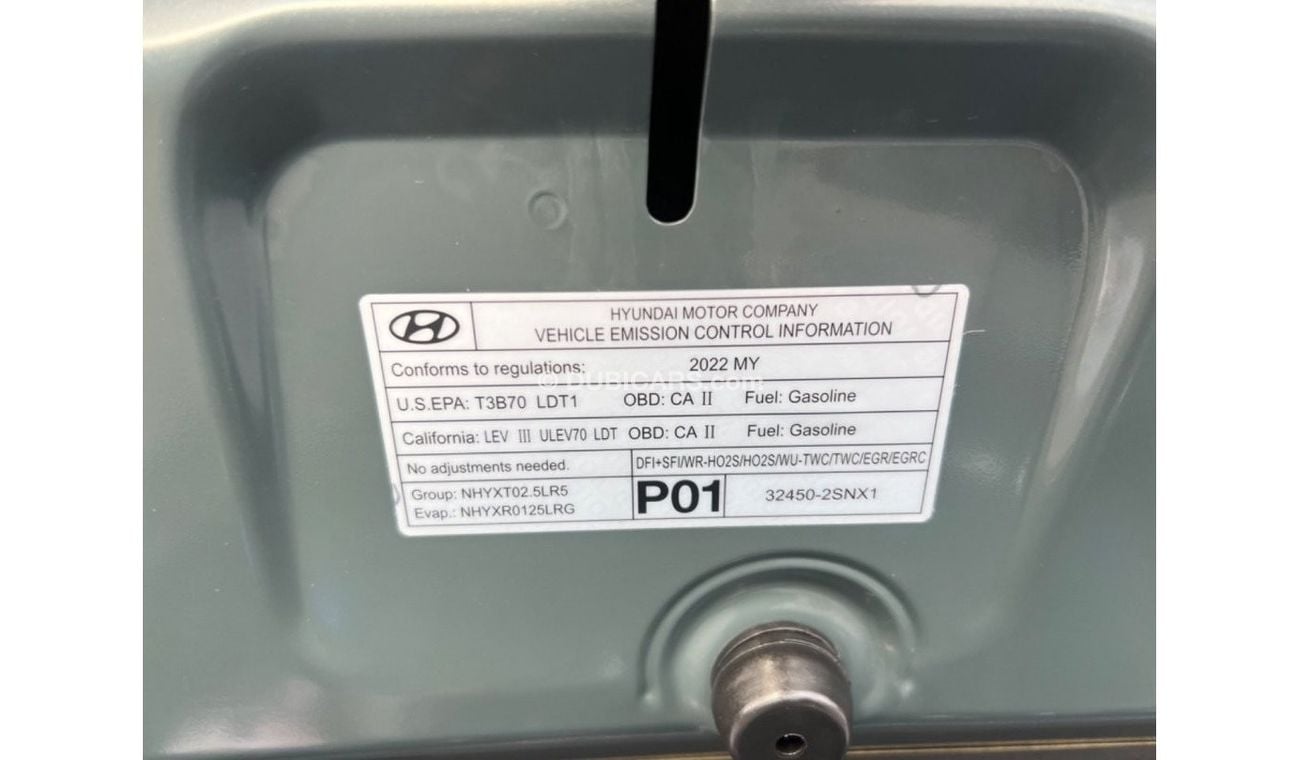 HYUNDAI MOTOR COMPANY
VEHICLE EMISSION CONTROL INFORMATION
Conforms to regulations: 2022 MY
© DUBICARS.com
U.S.EPA: T3B70 LDT1 OBD: CA II Fuel: Gasoline
California: LEV III ULEV70 LDT OBD: CA II Fuel: Gasoline
No adjustments needed. DFI+SFI/WR-HO2S/HO2S/WU-TWC/TWC/EGR/EGRC
Group: NHYXT02.5LR5
Evap.: NHYXR0125LRG
P01 32450-2SNX1